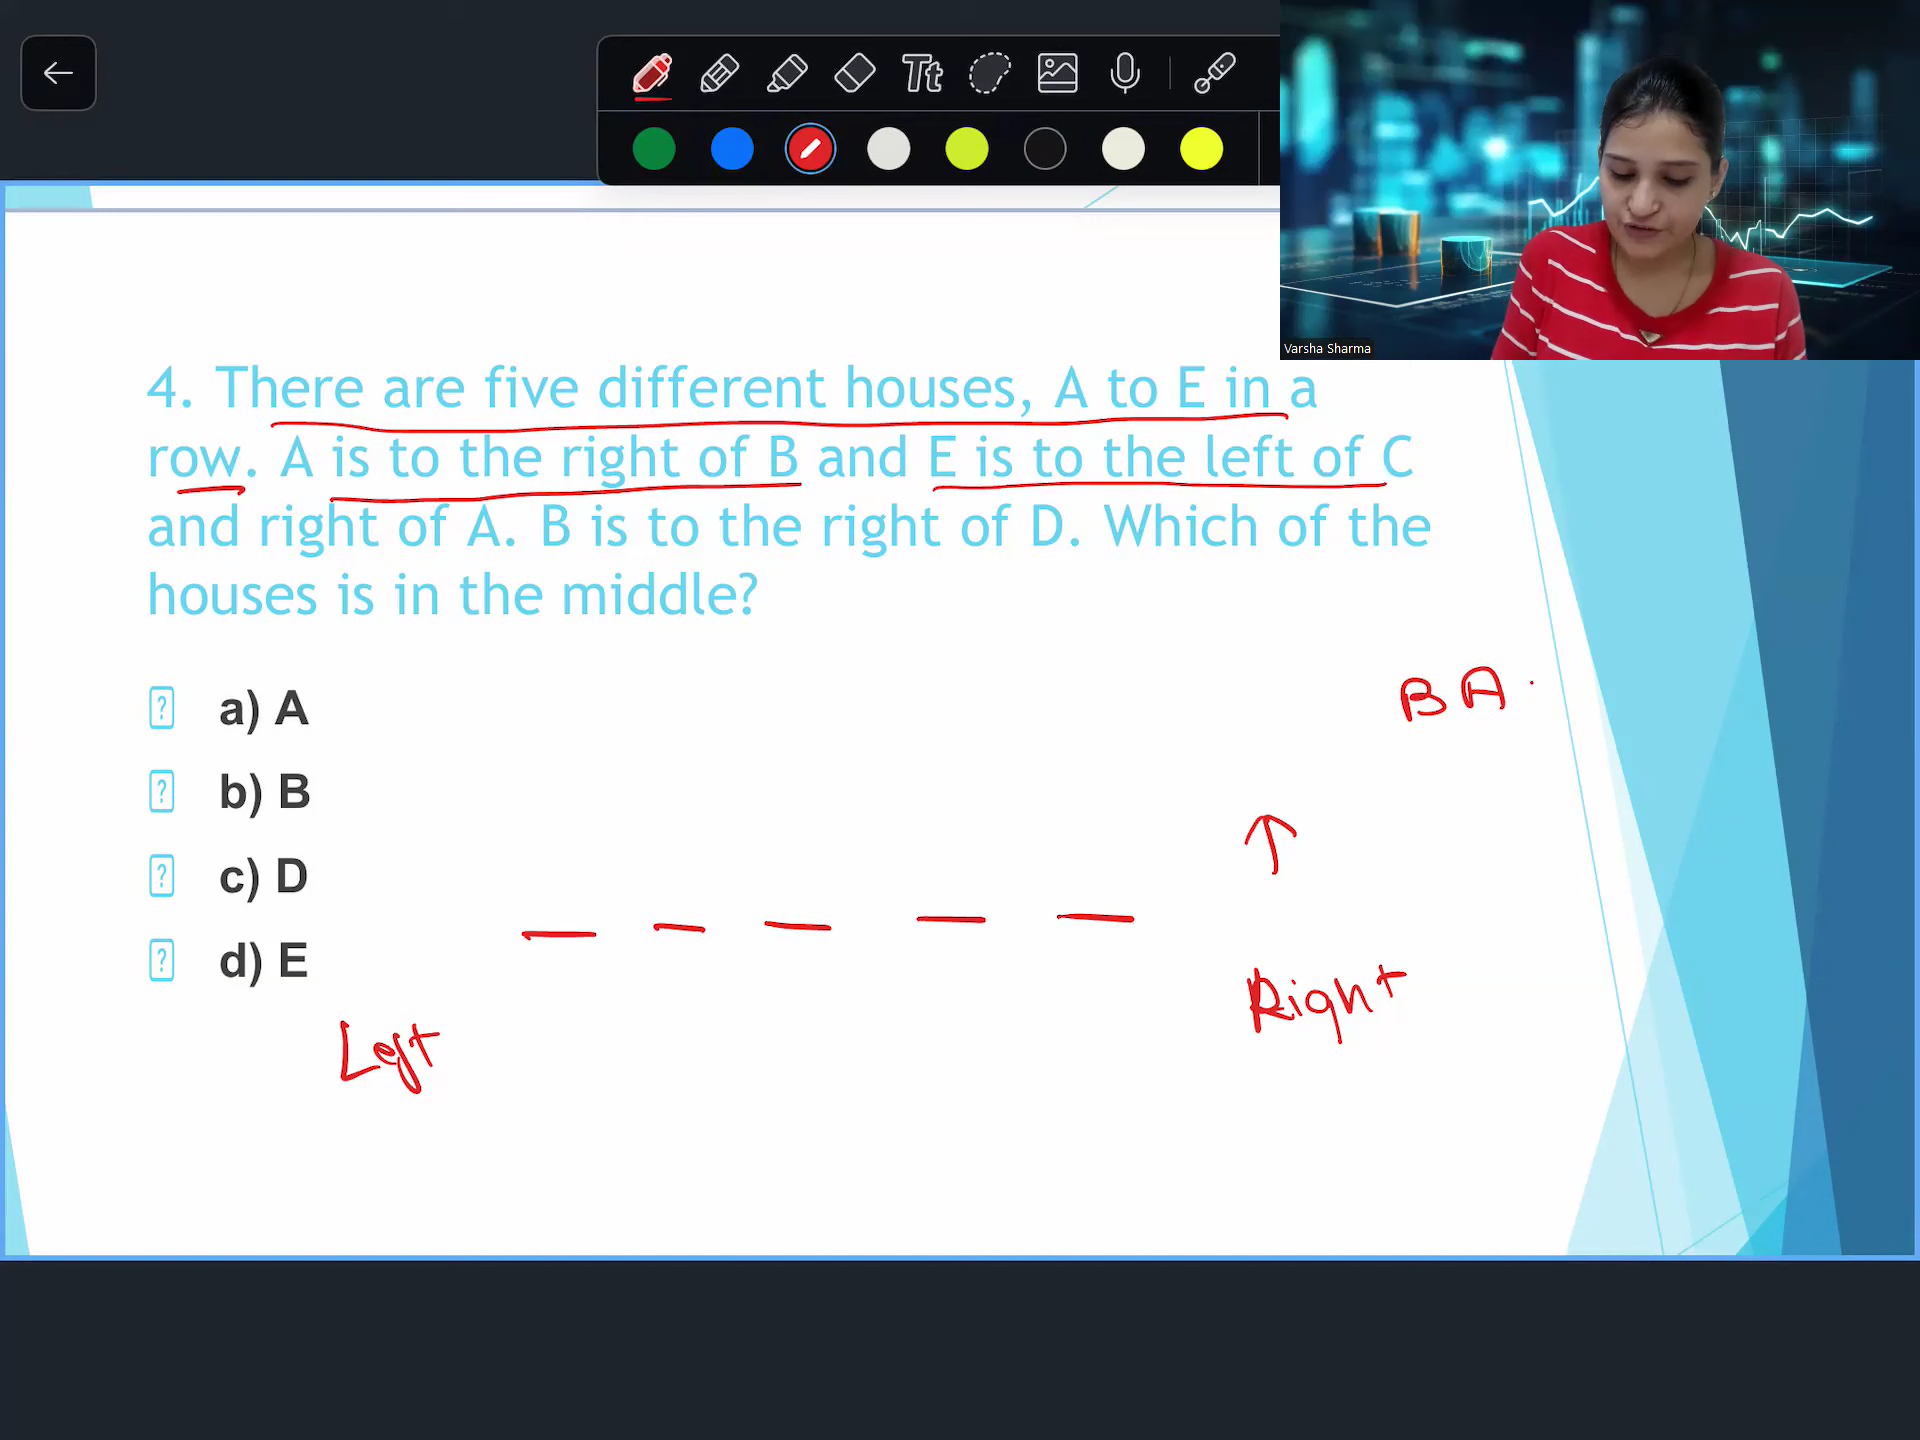 Tt
Varsha Sharma
4. There are five different houses, A to E in a
row. A is to the right of B and E is to the left of C
and right of A. B is to the right of D. Which of the
houses is in the middle?
a) A
b) B
c) D
d) E
B A
Left
Right